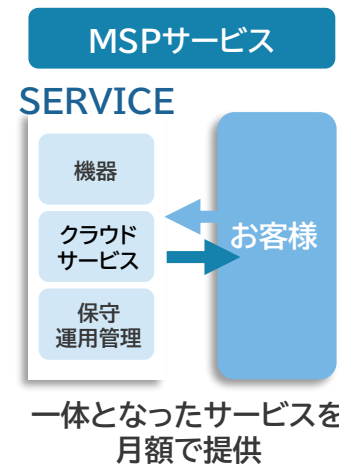 MSPサービス
SERVICE
機器
クラウド
サービス
保守
運用管理
お客様
一体となったサービスを
月額で提供